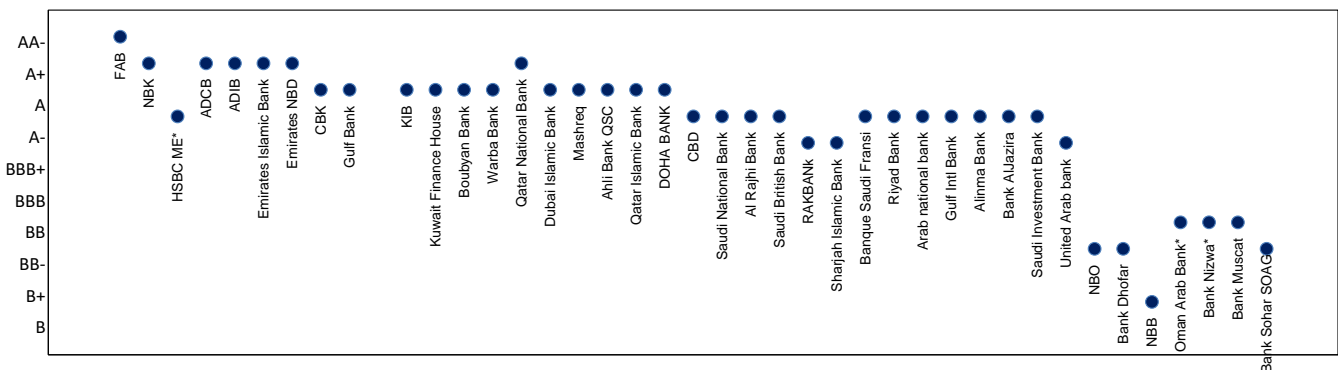 AA-
A+
A
A-
BBB+
BBB
BB
BB-
B+
B
FAB
NBK
HSBC ME*
ADCB
ADIB
Emirates Islamic Bank
Emirates NBD
CBK
Gulf Bank
KIB
Kuwait Finance House
Boubyan Bank
Warba Bank
Qatar National Bank
Dubai Islamic Bank
Mashreq
Ahli Bank QSC
Qatar Islamic Bank
DOHA BANK
CBD
Saudi National Bank
Al Rajhi Bank
Saudi British Bank
RAKBANk
Sharjah Islamic Bank
Banque Saudi Fransi
Riyad Bank
Arab national bank
Gulf Intl Bank
Alinma Bank
Bank AlJazira
Saudi Investment Bank
United Arab bank
NBO
Bank Dhofar
NBB
Oman Arab Bank*
Bank Nizwa*
Bank Muscat
Bank Sohar SOAG